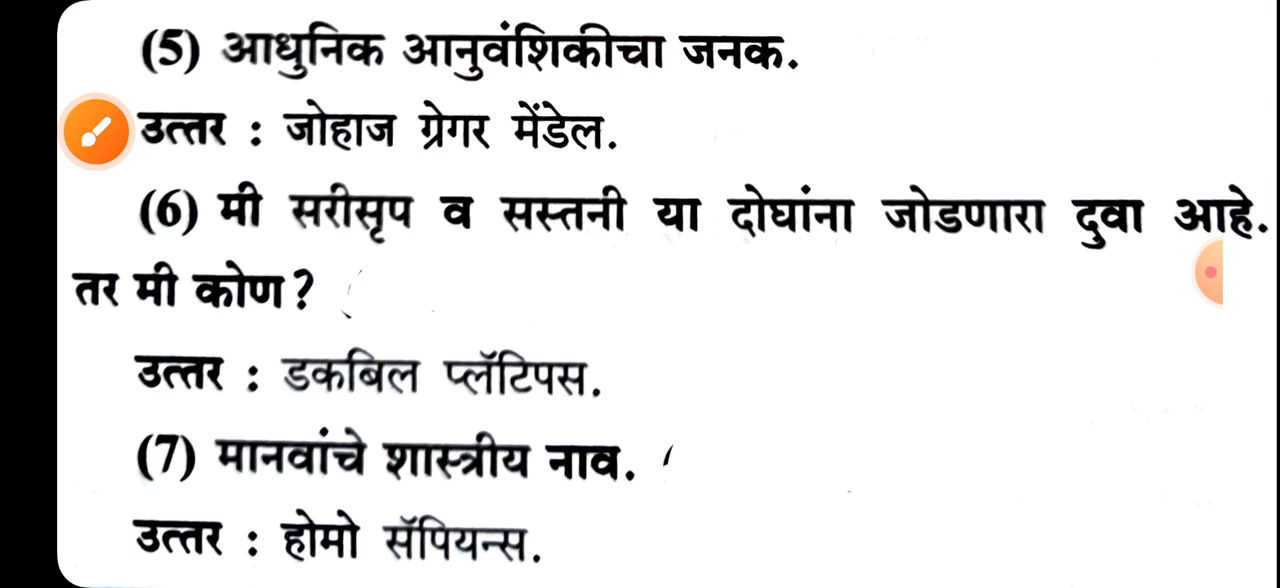 (5) आधुनिक आनुवंशिकीचा जनक.
उत्तर : जोहाज ग्रेगर मेंडेल.
(6) मी सरीसृप व सस्तनी या दोघांना जोडणारा दुवा आहे.
तर मी कोण?
उत्तर : डकबिल प्लॅटिपस.
(7) मानवांचे शास्त्रीय नाव.
उत्तर : होमो सॅपियन्स.